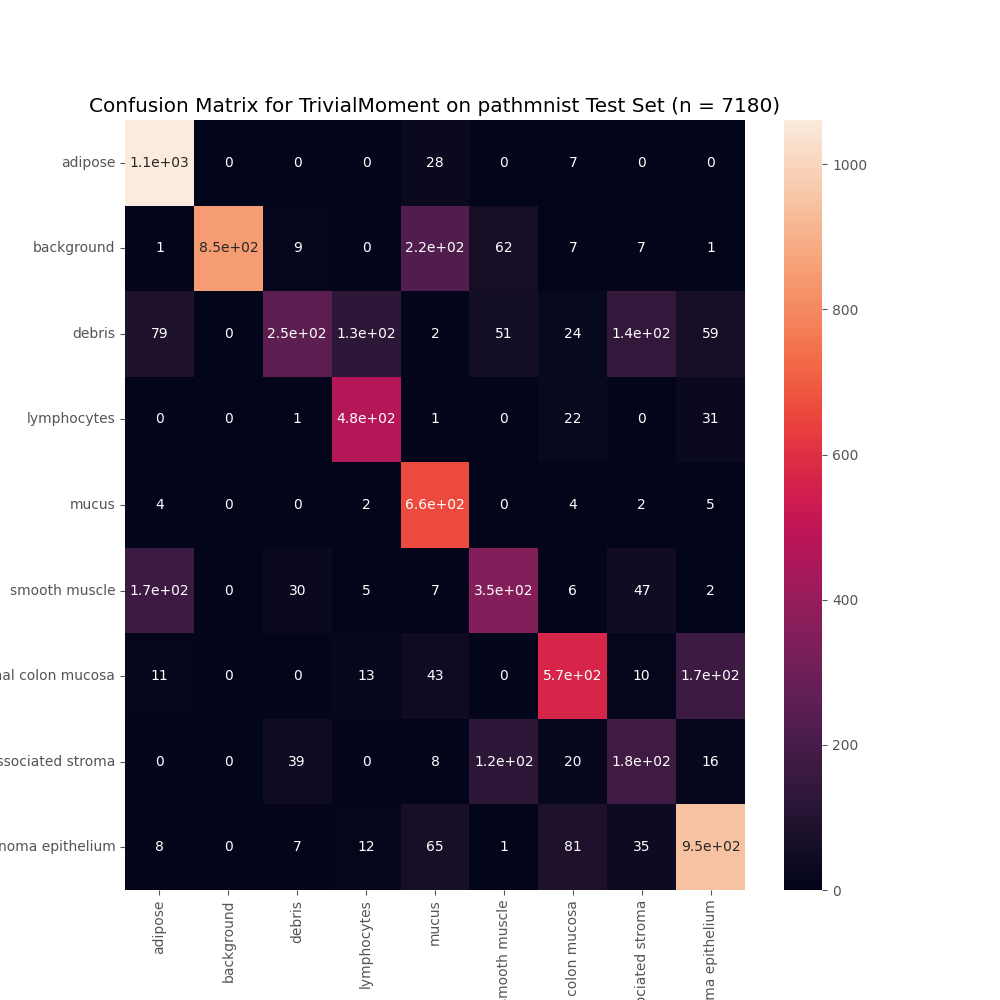 Confusion Matrix for TrivialMoment on pathmnist Test Set (n = 7180)
adipose 1.1e+03 0 0 0 28 0 7 0 0
background 1 8.5e+02 9 0 2.2e+02 62 7 7 1
debris 79 0 2.5e+02 1.3e+02 2 51 24 1.4e+02 59
lymphocytes 0 0 1 4.8e+02 1 0 22 0 31
mucus 4 0 0 2 6.6e+02 0 4 2 5
smooth muscle 1.7e+02 0 30 5 7 3.5e+02 6 47 2
colon mucosa 11 0 0 13 43 0 5.7e+02 10 1.7e+02
stroma 0 0 39 0 8 1.2e+02 20 1.8e+02 16
epithelium 8 0 7 12 65 1 81 35 9.5e+02
adipose
background
debris
lymphocytes
mucus
muscle
colon mucosa
stroma
epithelium
1000
800
600
400
200
0